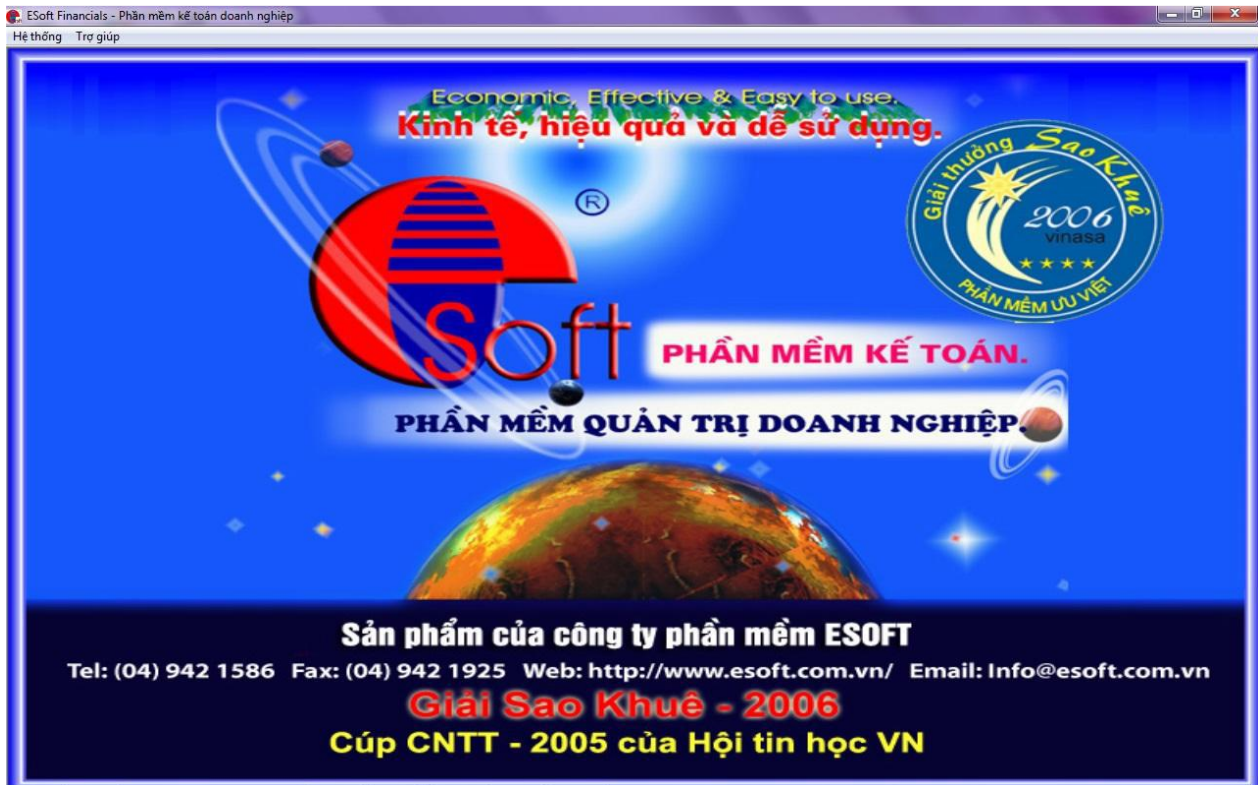 ESoft Financials - Phần mềm kế toán doanh nghiệp
Hệ thống Trợ giúp
Economic, Effective & Easy to use.
Kinh tế, hiệu quả và dễ sử dụng.
Giải thưởng Sao Khuê
2006
vinasa
PHẦN MỀM ƯU VIỆT
®
eSoft
PHẦN MỀM KẾ TOÁN.
PHẦN MỀM QUẢN TRỊ DOANH NGHIỆP.
Sản phẩm của công ty phần mềm ESOFT
Tel: (04) 942 1586 Fax: (04) 942 1925 Web: http://www.esoft.com.vn/ Email: Info@esoft.com.vn
Giải Sao Khuê - 2006
Cúp CNTT - 2005 của Hội tin học VN